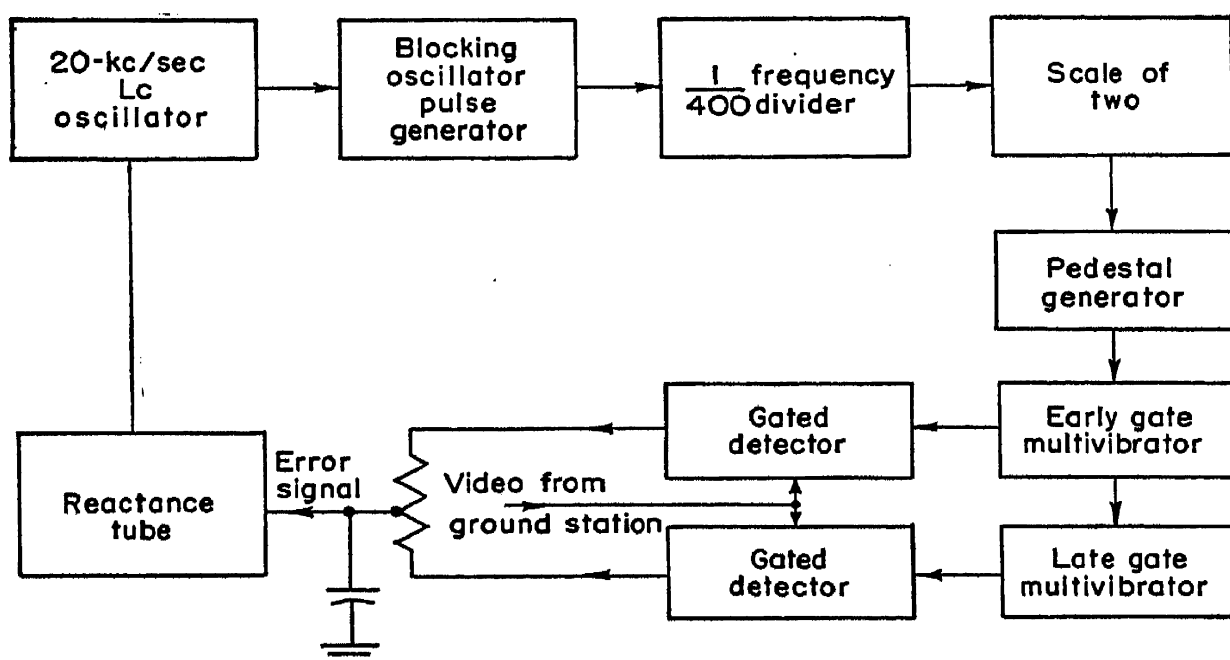 20-kc/sec
Lc
oscillator
Blocking
oscillator
pulse
generator
1/400 frequency
divider
Scale of
two
Pedestal
generator
Early gate
multivibrator
Late gate
multivibrator
Gated
detector
Gated
detector
Video from
ground station
Error
signal
Reactance
tube